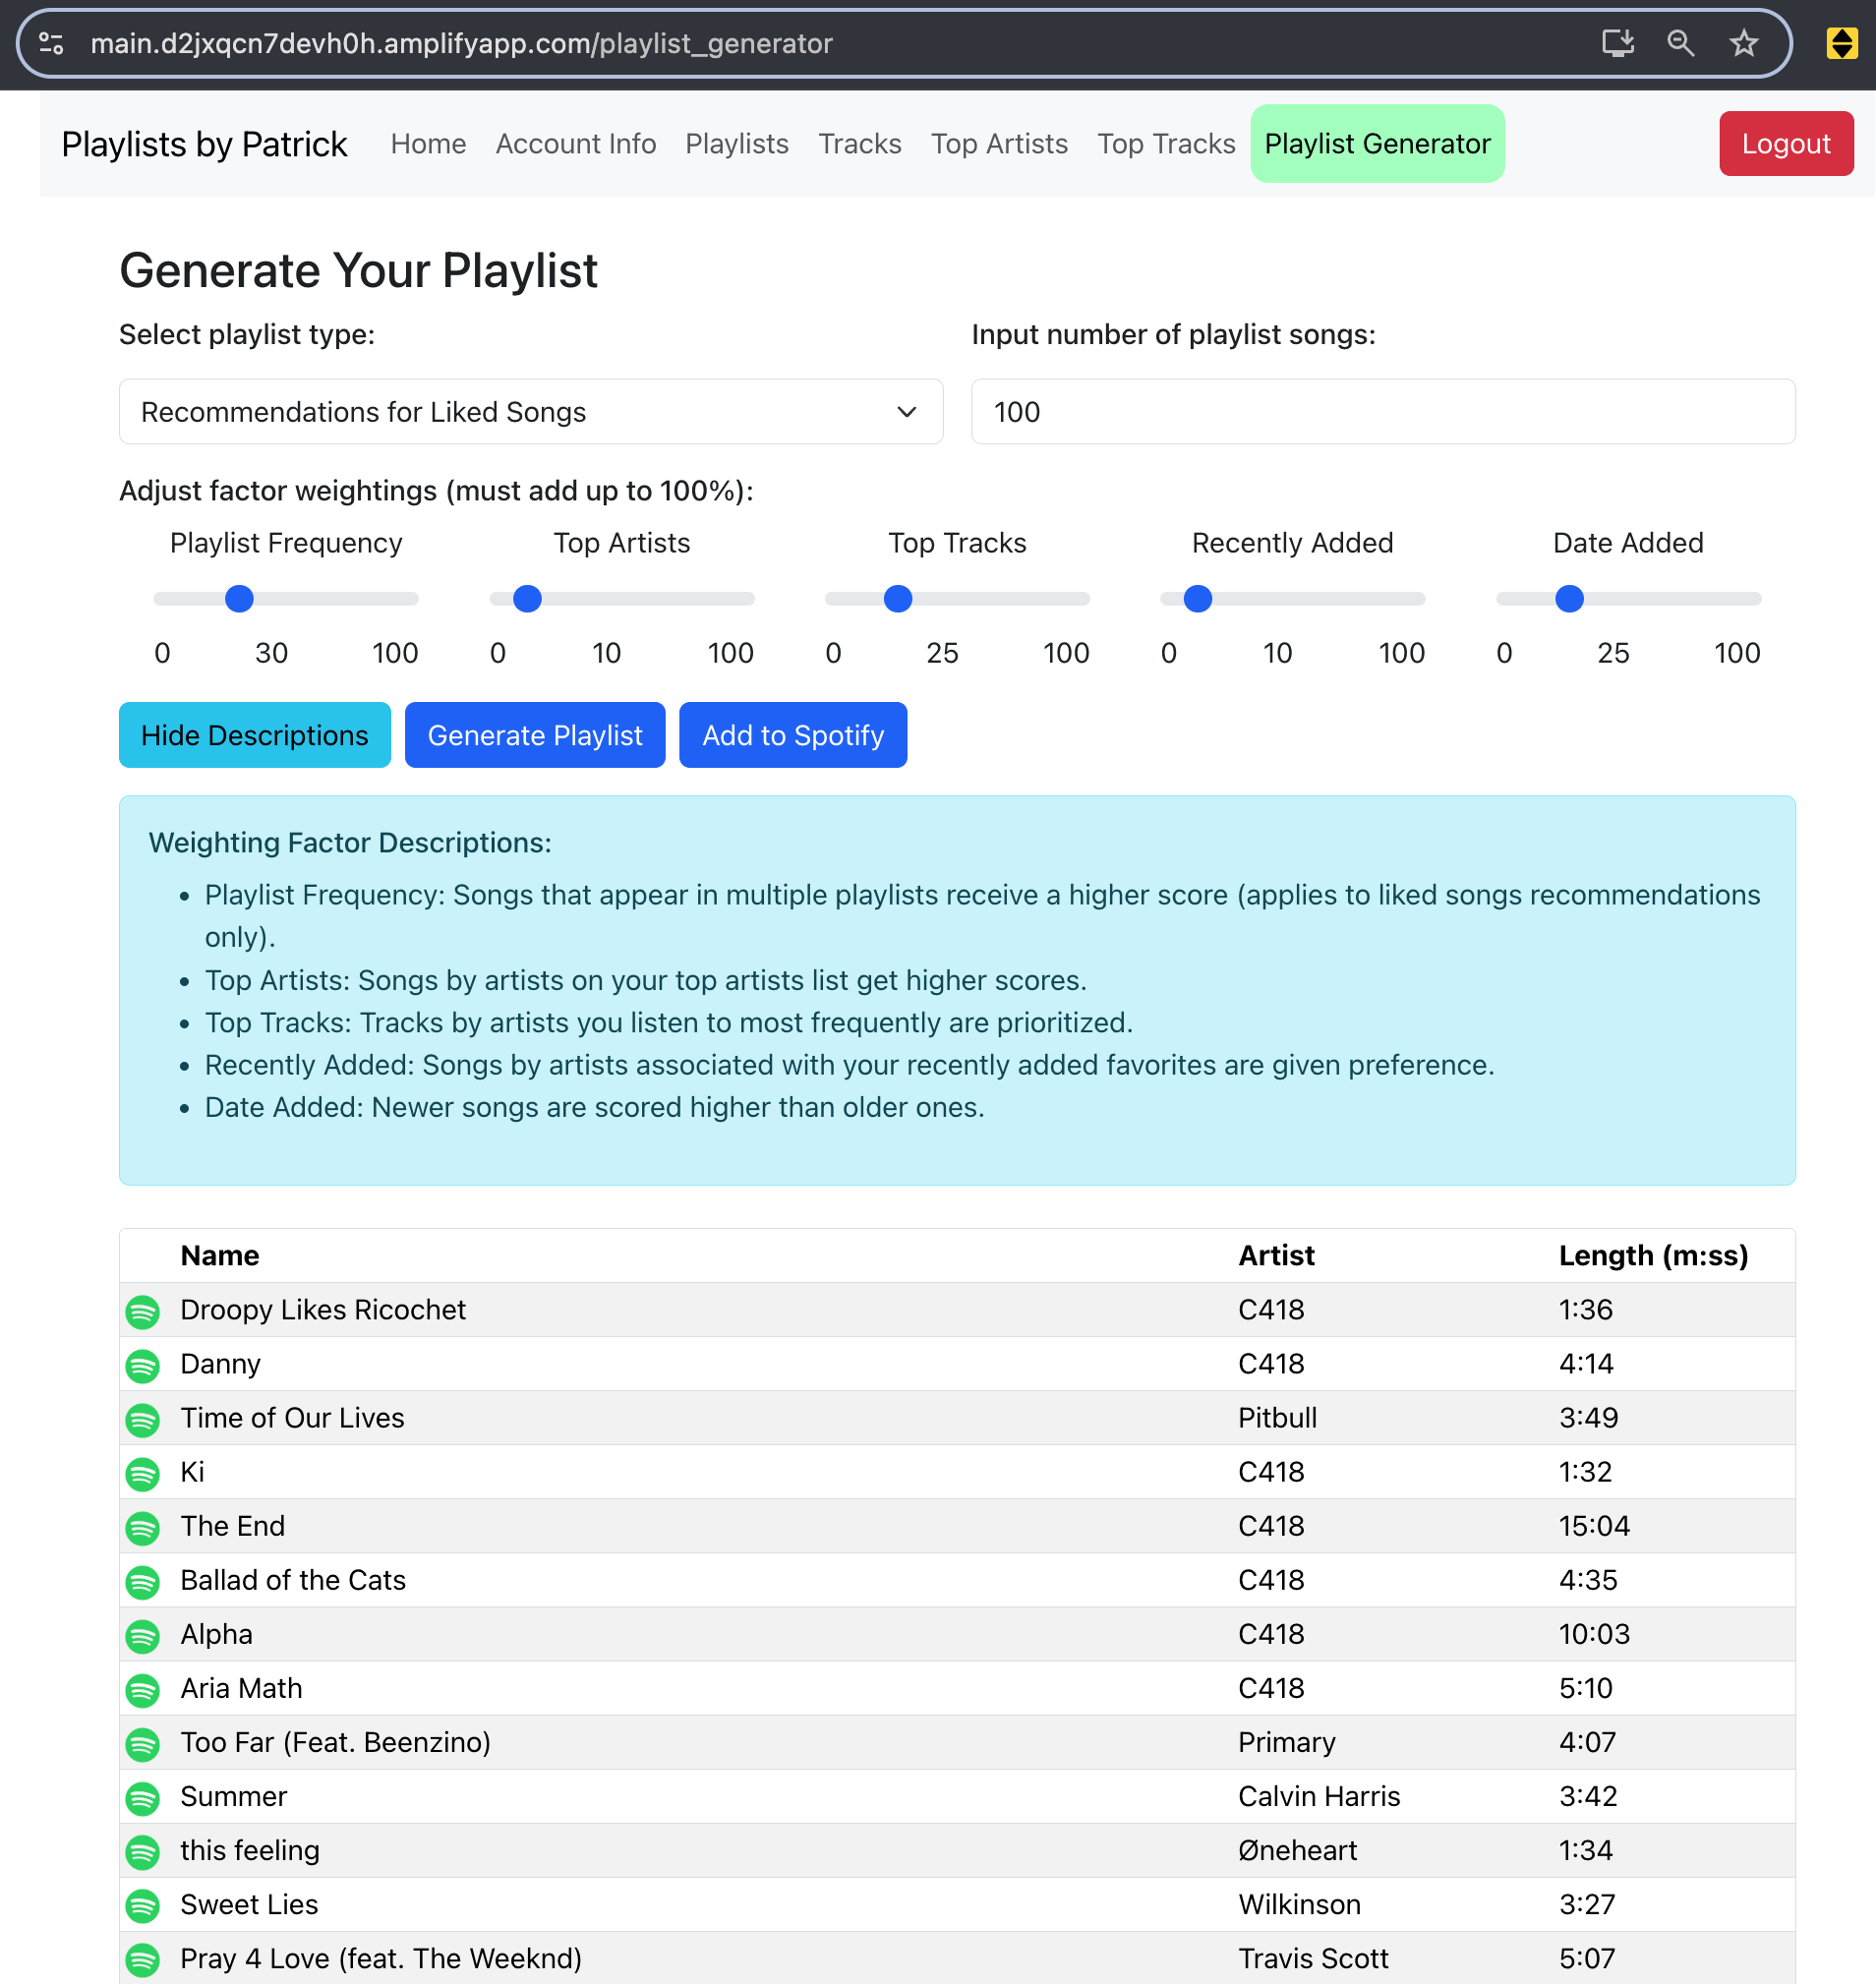 main.d2jxqcn7devh0h.amplifyapp.com/playlist_generator
Playlists by Patrick Home Account Info Playlists Tracks Top Artists Top Tracks Playlist Generator Logout
Generate Your Playlist
Select playlist type: Input number of playlist songs:
Recommendations for Liked Songs 100
Adjust factor weightings (must add up to 100%):
Playlist Frequency Top Artists Top Tracks Recently Added Date Added
0 30 100 0 10 100 0 25 100 0 10 100 0 25 100
Hide Descriptions Generate Playlist Add to Spotify
Weighting Factor Descriptions:
• Playlist Frequency: Songs that appear in multiple playlists receive a higher score (applies to liked songs recommendations
only).
• Top Artists: Songs by artists on your top artists list get higher scores.
• Top Tracks: Tracks by artists you listen to most frequently are prioritized.
• Recently Added: Songs by artists associated with your recently added favorites are given preference.
• Date Added: Newer songs are scored higher than older ones.
Name Artist Length (m:ss)
Droopy Likes Ricochet C418 1:36
Danny C418 4:14
Time of Our Lives Pitbull 3:49
Ki C418 1:32
The End C418 15:04
Ballad of the Cats C418 4:35
Alpha C418 10:03
Aria Math C418 5:10
Too Far (Feat. Beenzino) Primary 4:07
Summer Calvin Harris 3:42
this feeling Øneheart 1:34
Sweet Lies Wilkinson 3:27
Pray 4 Love (feat. The Weeknd) Travis Scott 5:07